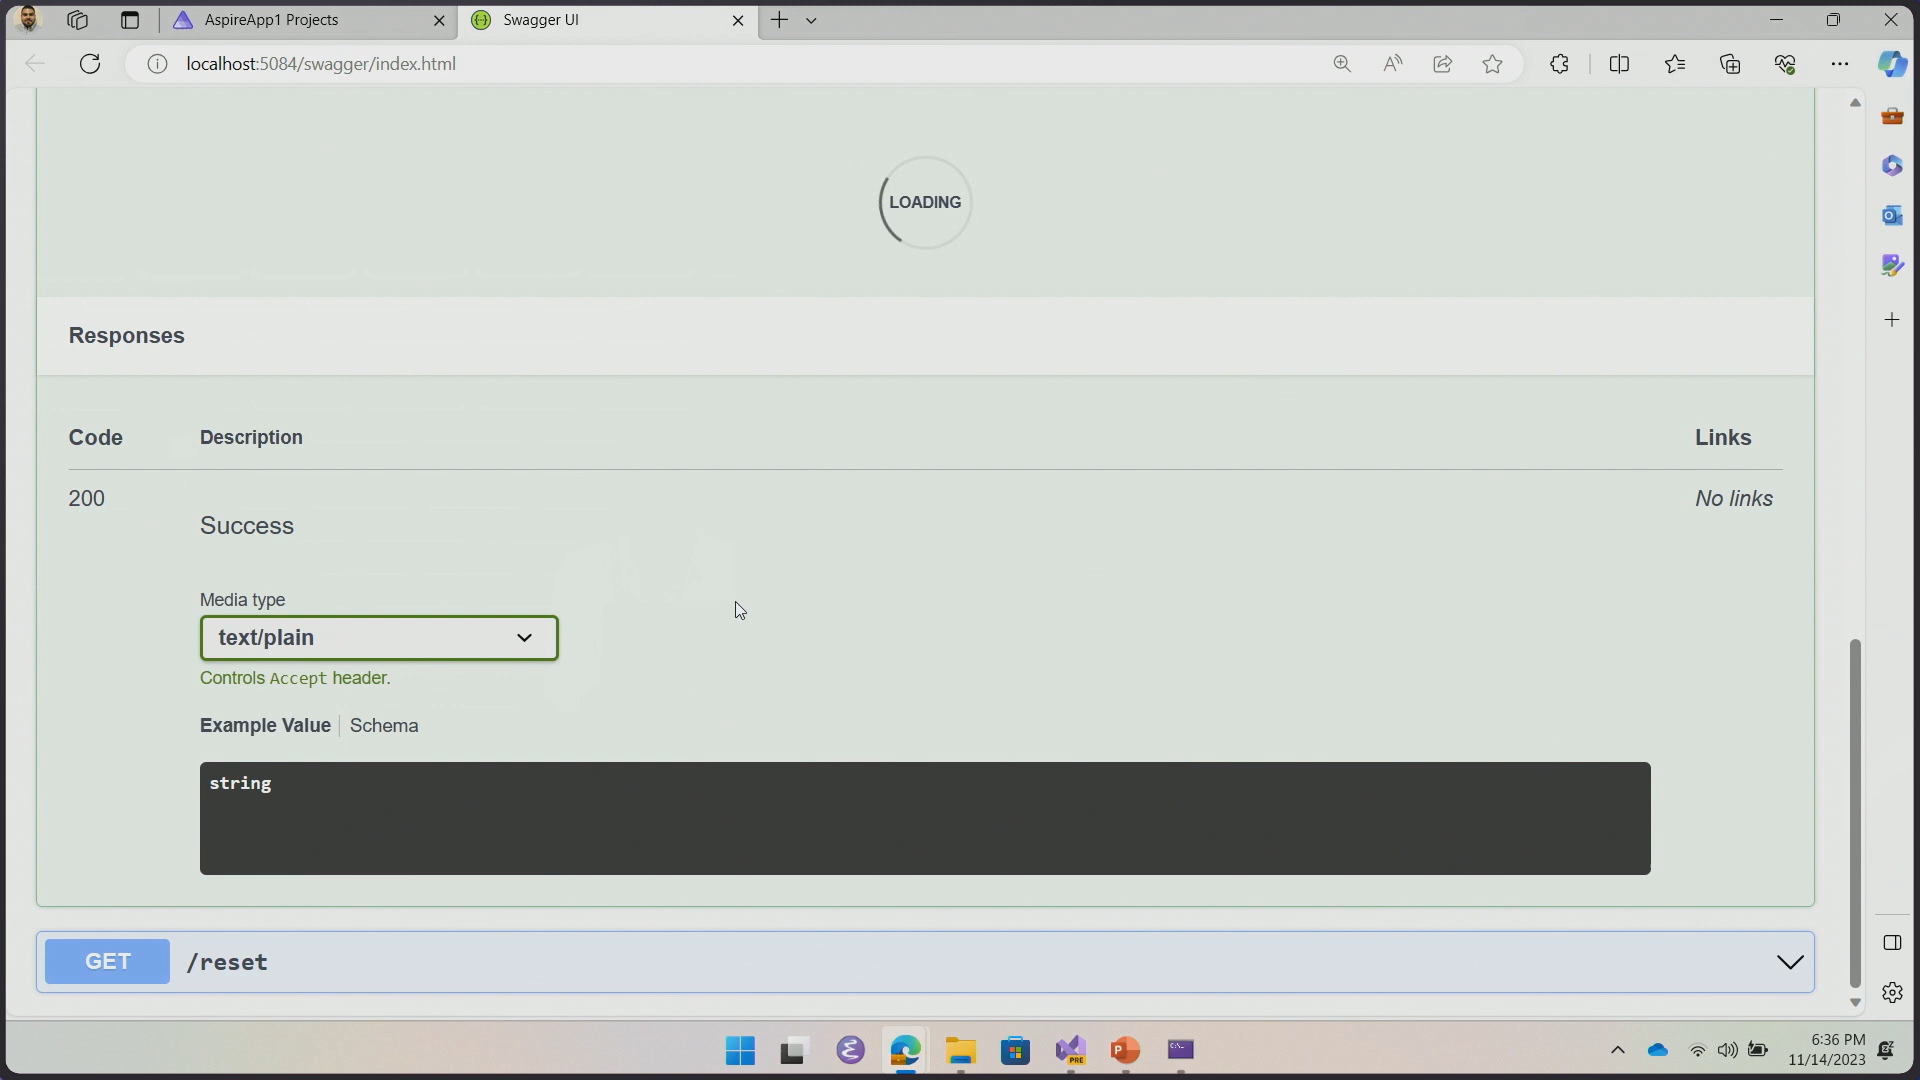 AspireApp1 Projects
Swagger UI
localhost:5084/swagger/index.html
LOADING
Responses
Code
Description
Links
200
Success
No links
Media type
text/plain
Controls Accept header.
Example Value
Schema
string
GET
/reset
PRE
6:36 PM
11/14/2023